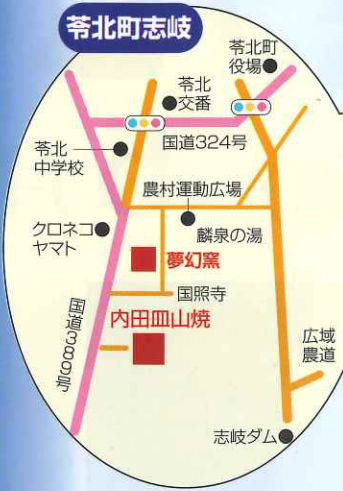 苓北町志岐
苓北町
役場
苓北
交番
国道324号
苓北
中学校
農村運動広場
麟泉の湯
クロネコ
ヤマト
夢幻窯
国照寺
内田皿山焼
国道389号
広域
農道
志岐ダム